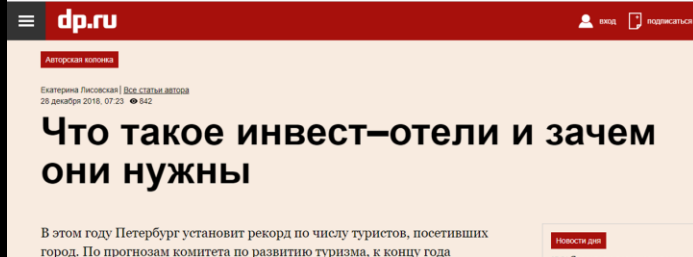 dp.ru
вход
подписаться
Авторская колонка
Екатерина Лисовская | Все статьи автора
28 декабря 2018, 07:23 842
Что такое инвест–отели и зачем
они нужны
В этом году Петербург установит рекорд по числу туристов, посетивших
город. По прогнозам комитета по развитию туризма, к концу года
Новости дня